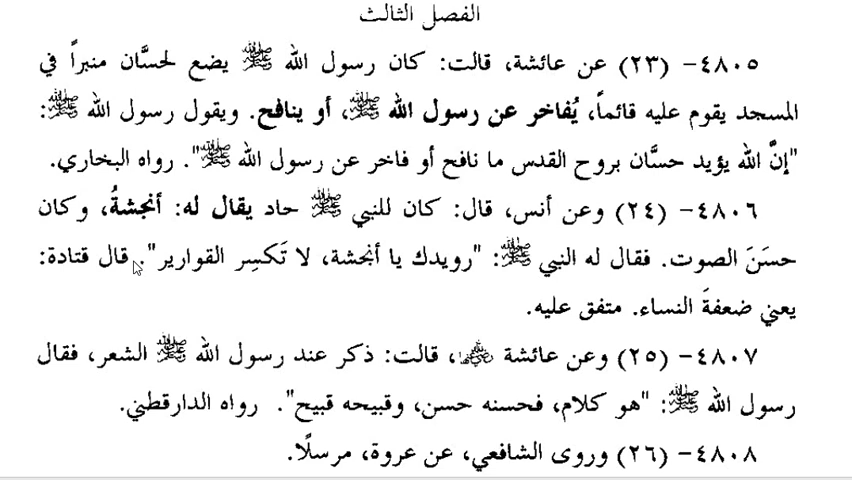 الفصل الثالث
٤٨٠٥- (٢٣) عن عائشة، قالت: كان رسول الله ﷺ يضع لحسَّان منبراً في
المسجد يقوم عليه قائماً، يُفاخر عن رسول الله ﷺ، أو ينافح. ويقول رسول الله ﷺ:
"إنَّ الله يؤيد حسَّان بروح القدس ما نافح أو فاخر عن رسول الله ﷺ". رواه البخاري.
٤٨٠٦- (٢٤) وعن أنس، قال: كان للنبي ﷺ حاد يقال له: أنجشةُ، وكان
حسَنَ الصوت. فقال له النبي ﷺ: "رويدك يا أنجشة، لا تَكسِر القوارير". قال قتادة:
يعني ضعفةَ النساء. متفق عليه.
٤٨٠٧- (٢٥) وعن عائشة رضي الله عنها، قالت: ذكر عند رسول الله ﷺ الشعر، فقال
رسول الله ﷺ: "هو كلام، فحسنه حسن، وقبيحه قبيح". رواه الدارقطني.
٤٨٠٨- (٢٦) وروى الشافعي، عن عروة، مرسلًا.